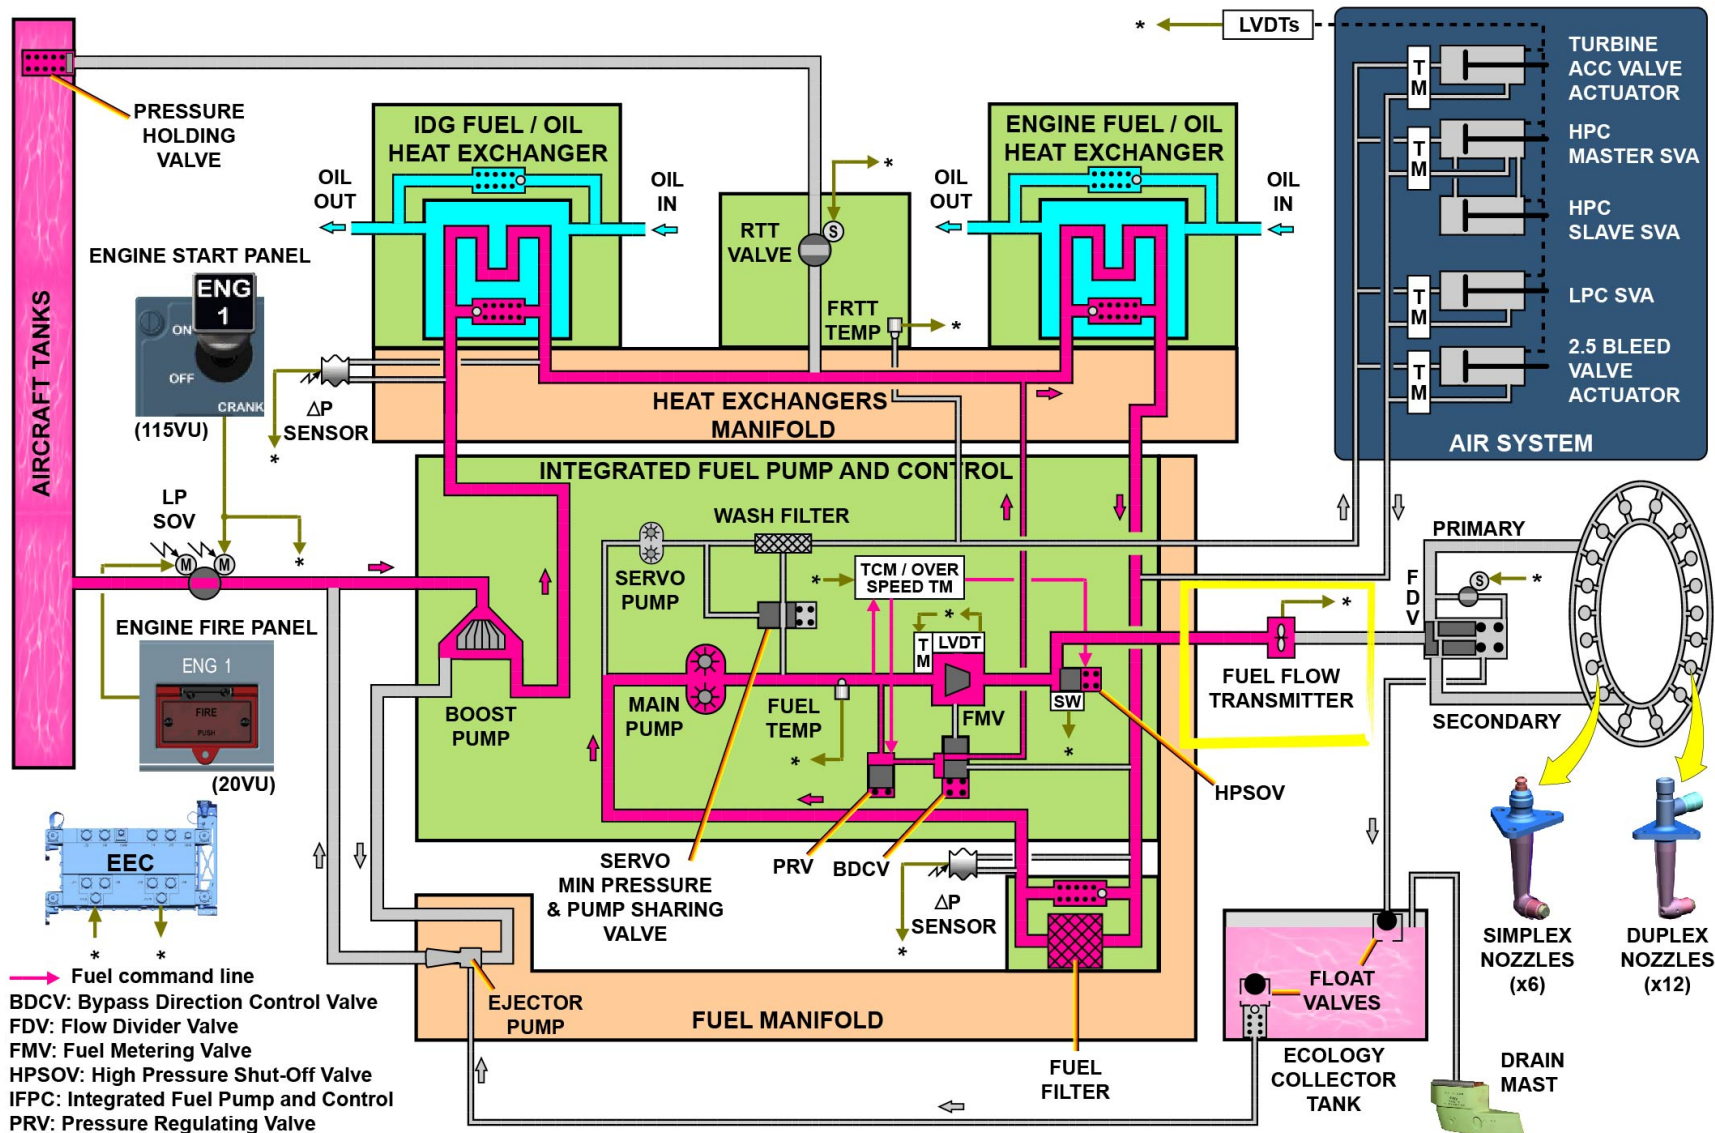 LVDTs
*
TURBINE
ACC VALVE
ACTUATOR
TM
PRESSURE
HOLDING
VALVE
IDG FUEL / OIL
HEAT EXCHANGER
ENGINE FUEL / OIL
HEAT EXCHANGER
HPC
MASTER SVA
TM
OIL
OUT
OIL
IN
*
OIL
OUT
OIL
IN
HPC
SLAVE SVA
RTT
VALVE
S
ENGINE START PANEL
ENG
1
ON
OFF
CRANK
(115VU)
FRTT
TEMP
*
LPC SVA
TM
2.5 BLEED
VALVE
ACTUATOR
TM
AIR SYSTEM
AIRCRAFT TANKS
ΔP
SENSOR
*
HEAT EXCHANGERS
MANIFOLD
INTEGRATED FUEL PUMP AND CONTROL
LP
SOV
M
M
*
WASH FILTER
SERVO
PUMP
*
TCM / OVER
SPEED TM
PRIMARY
FDV
S
*
ENGINE FIRE PANEL
ENG 1
FIRE
PUSH
(20VU)
BOOST
PUMP
MAIN
PUMP
FUEL
TEMP
*
*
TM
LVDT
FMV
SW
*
*
FUEL FLOW
TRANSMITTER
SECONDARY
HPSOV
EEC
*
*
SERVO
MIN PRESSURE
& PUMP SHARING
VALVE
PRV
BDCV
ΔP
SENSOR
*
SIMPLEX
NOZZLES
(x6)
DUPLEX
NOZZLES
(x12)
FLOAT
VALVES
EJECTOR
PUMP
FUEL MANIFOLD
FUEL
FILTER
ECOLOGY
COLLECTOR
TANK
DRAIN
MAST
Fuel command line
BDCV: Bypass Direction Control Valve
FDV: Flow Divider Valve
FMV: Fuel Metering Valve
HPSOV: High Pressure Shut-Off Valve
IFPC: Integrated Fuel Pump and Control
PRV: Pressure Regulating Valve